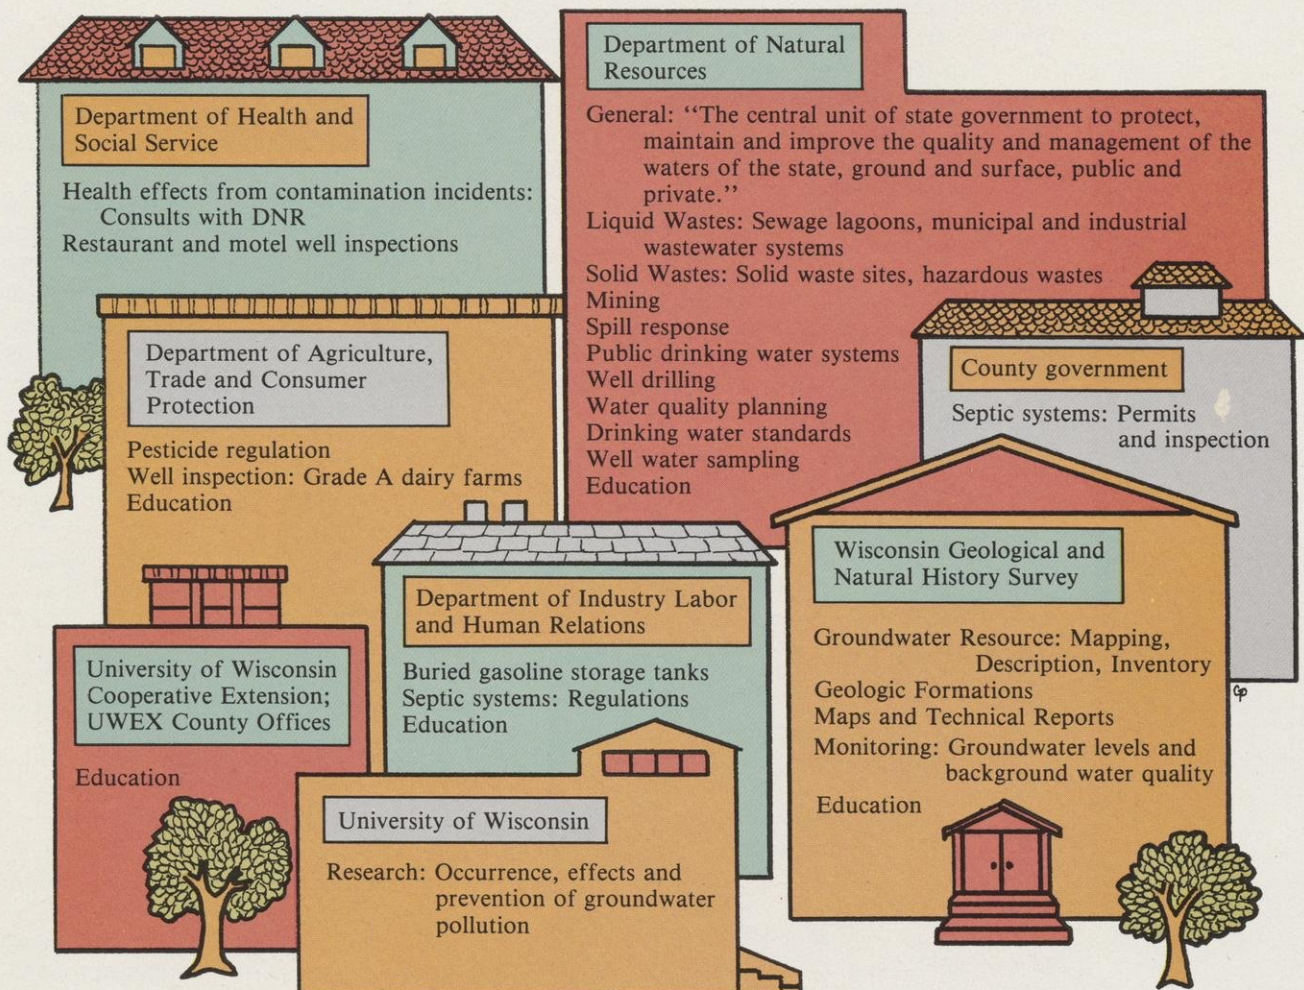 Department of Health and
Social Service
Health effects from contamination incidents:
Consults with DNR
Restaurant and motel well inspections
Department of Natural
Resources
General: “The central unit of state government to protect,
maintain and improve the quality and management of the
waters of the state, ground and surface, public and
private.”
Liquid Wastes: Sewage lagoons, municipal and industrial
wastewater systems
Solid Wastes: Solid waste sites, hazardous wastes
Mining
Spill response
Public drinking water systems
Well drilling
Water quality planning
Drinking water standards
Well water sampling
Education
Department of Agriculture,
Trade and Consumer
Protection
Pesticide regulation
Well inspection: Grade A dairy farms
Education
County government
Septic systems: Permits
and inspection
Department of Industry Labor
and Human Relations
Buried gasoline storage tanks
Septic systems: Regulations
Education
Wisconsin Geological and
Natural History Survey
Groundwater Resource: Mapping,
Description, Inventory
Geologic Formations
Maps and Technical Reports
Monitoring: Groundwater levels and
background water quality
Education
University of Wisconsin
Cooperative Extension;
UWEX County Offices
Education
University of Wisconsin
Research: Occurrence, effects and
prevention of groundwater
pollution